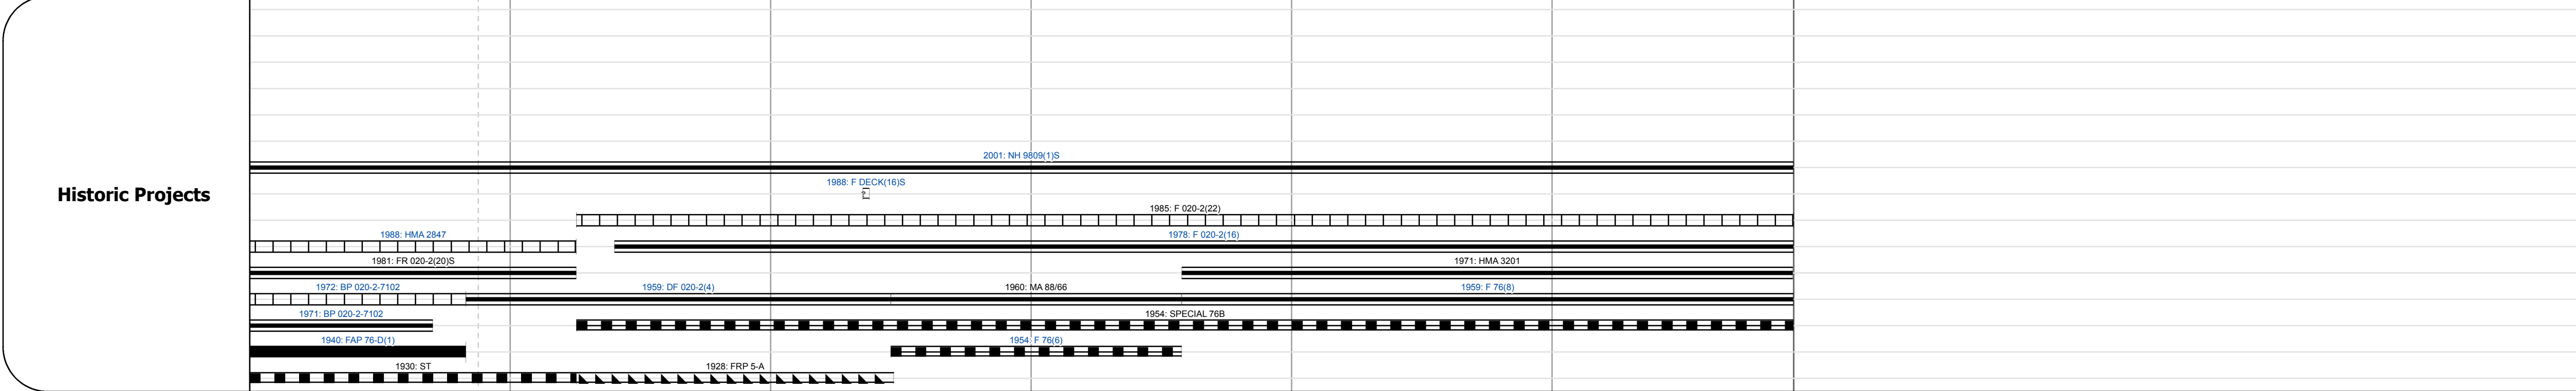 2001: NH 9809(1)S
1988: F DECK(16)S
Historic Projects
1985: F 020-2(22)
1988: HMA 2847
1978: F 020-2(16)
1981: FR 020-2(20)S
1971: HMA 3201
1972: BP 020-2-7102
1959: DF 020-2(4)
1960: MA 88/66
1959: F 76(8)
1971: BP 020-2-7102
1954: SPECIAL 76B
1940: FAP 76-D(1)
1954: F 76(6)
1930: ST
1928: FRP 5-A